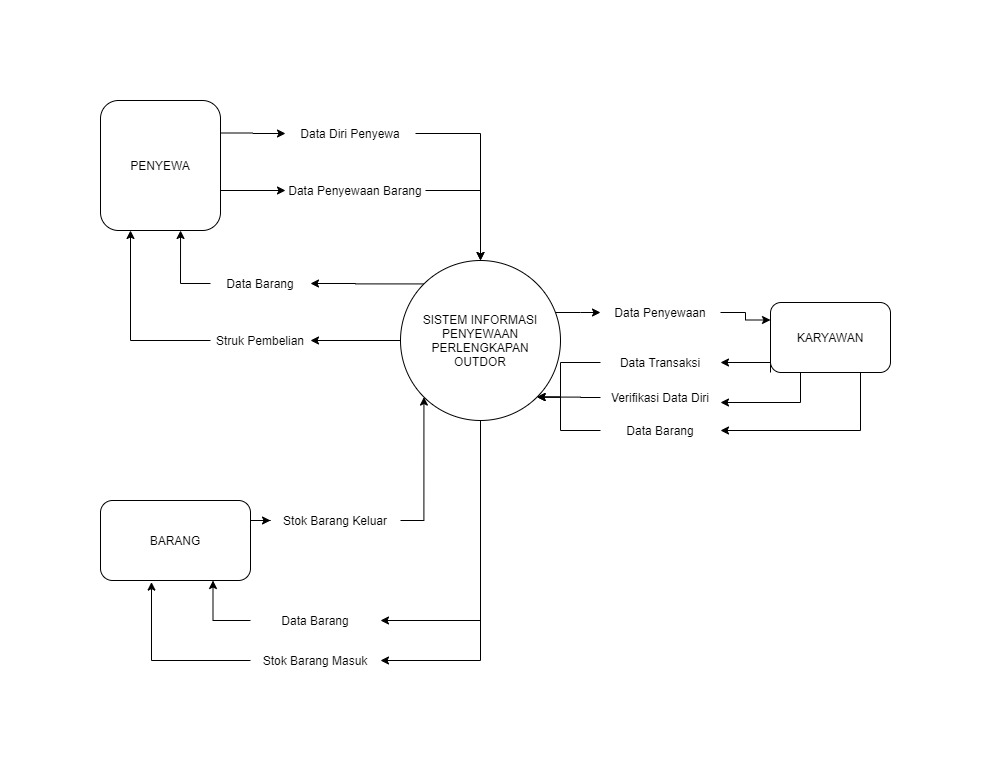 PENYEWA
Data Diri Penyewa
Data Penyewaan Barang
Data Barang
Struk Pembelian
SISTEM INFORMASI
PENYEWAAN
PERLENGKAPAN
OUTDOR
Data Penyewaan
KARYAWAN
Data Transaksi
Verifikasi Data Diri
Data Barang
BARANG
Stok Barang Keluar
Data Barang
Stok Barang Masuk